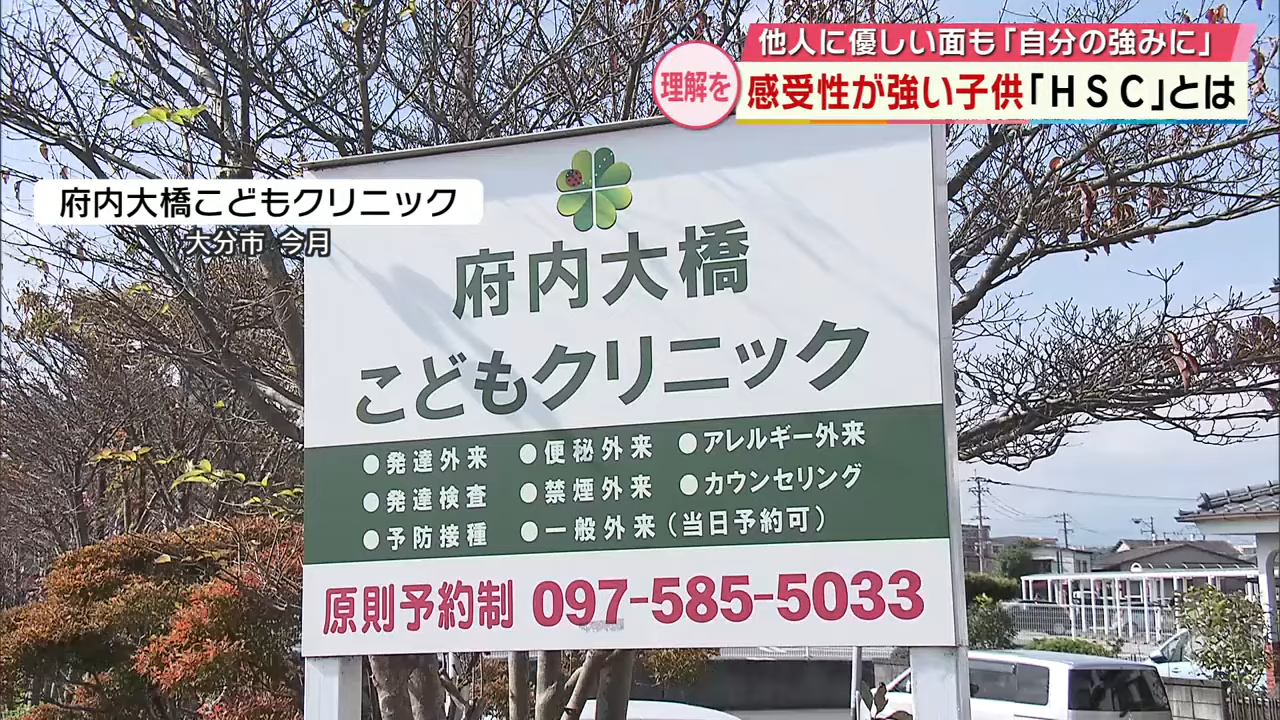 他人に優しい面も「自分の強みに」
理解を
感受性が強い子供「ＨＳＣ」とは
府内大橋こどもクリニック
大分市 今月
府内大橋
こどもクリニック
●発達外来 ●便秘外来 ●アレルギー外来
●発達検査 ●禁煙外来 ●カウンセリング
●予防接種 ●一般外来（当日予約可）
原則予約制 097-585-5033